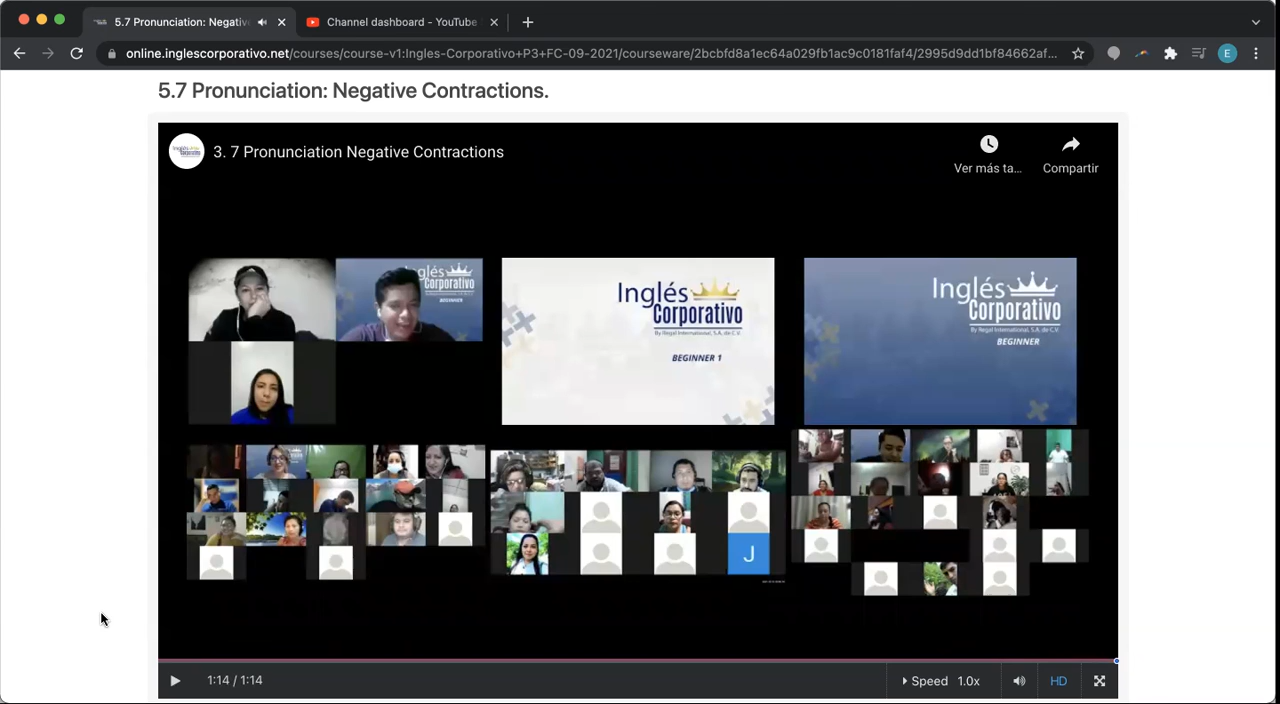 5.7 Pronunciation: Negativ
Channel dashboard - YouTube
online.inglescorporativo.net/courses/course-v1:Ingles-Corporativo+P3+FC-09-2021/courseware/2bcbfd8a1ec64a029fb1ac9c0181faf4/2995d9dd1bf84662af...
E
5.7 Pronunciation: Negative Contractions.
3. 7 Pronunciation Negative Contractions
Ver más ta...
Compartir
Inglés
Corporativo
BEGINNER
Inglés
Corporativo
By Regal International, S.A. de C.V.
BEGINNER 1
Inglés
Corporativo
By Regal International, S.A. de C.V.
BEGINNER
J
1:14 / 1:14
Speed 1.0x
HD